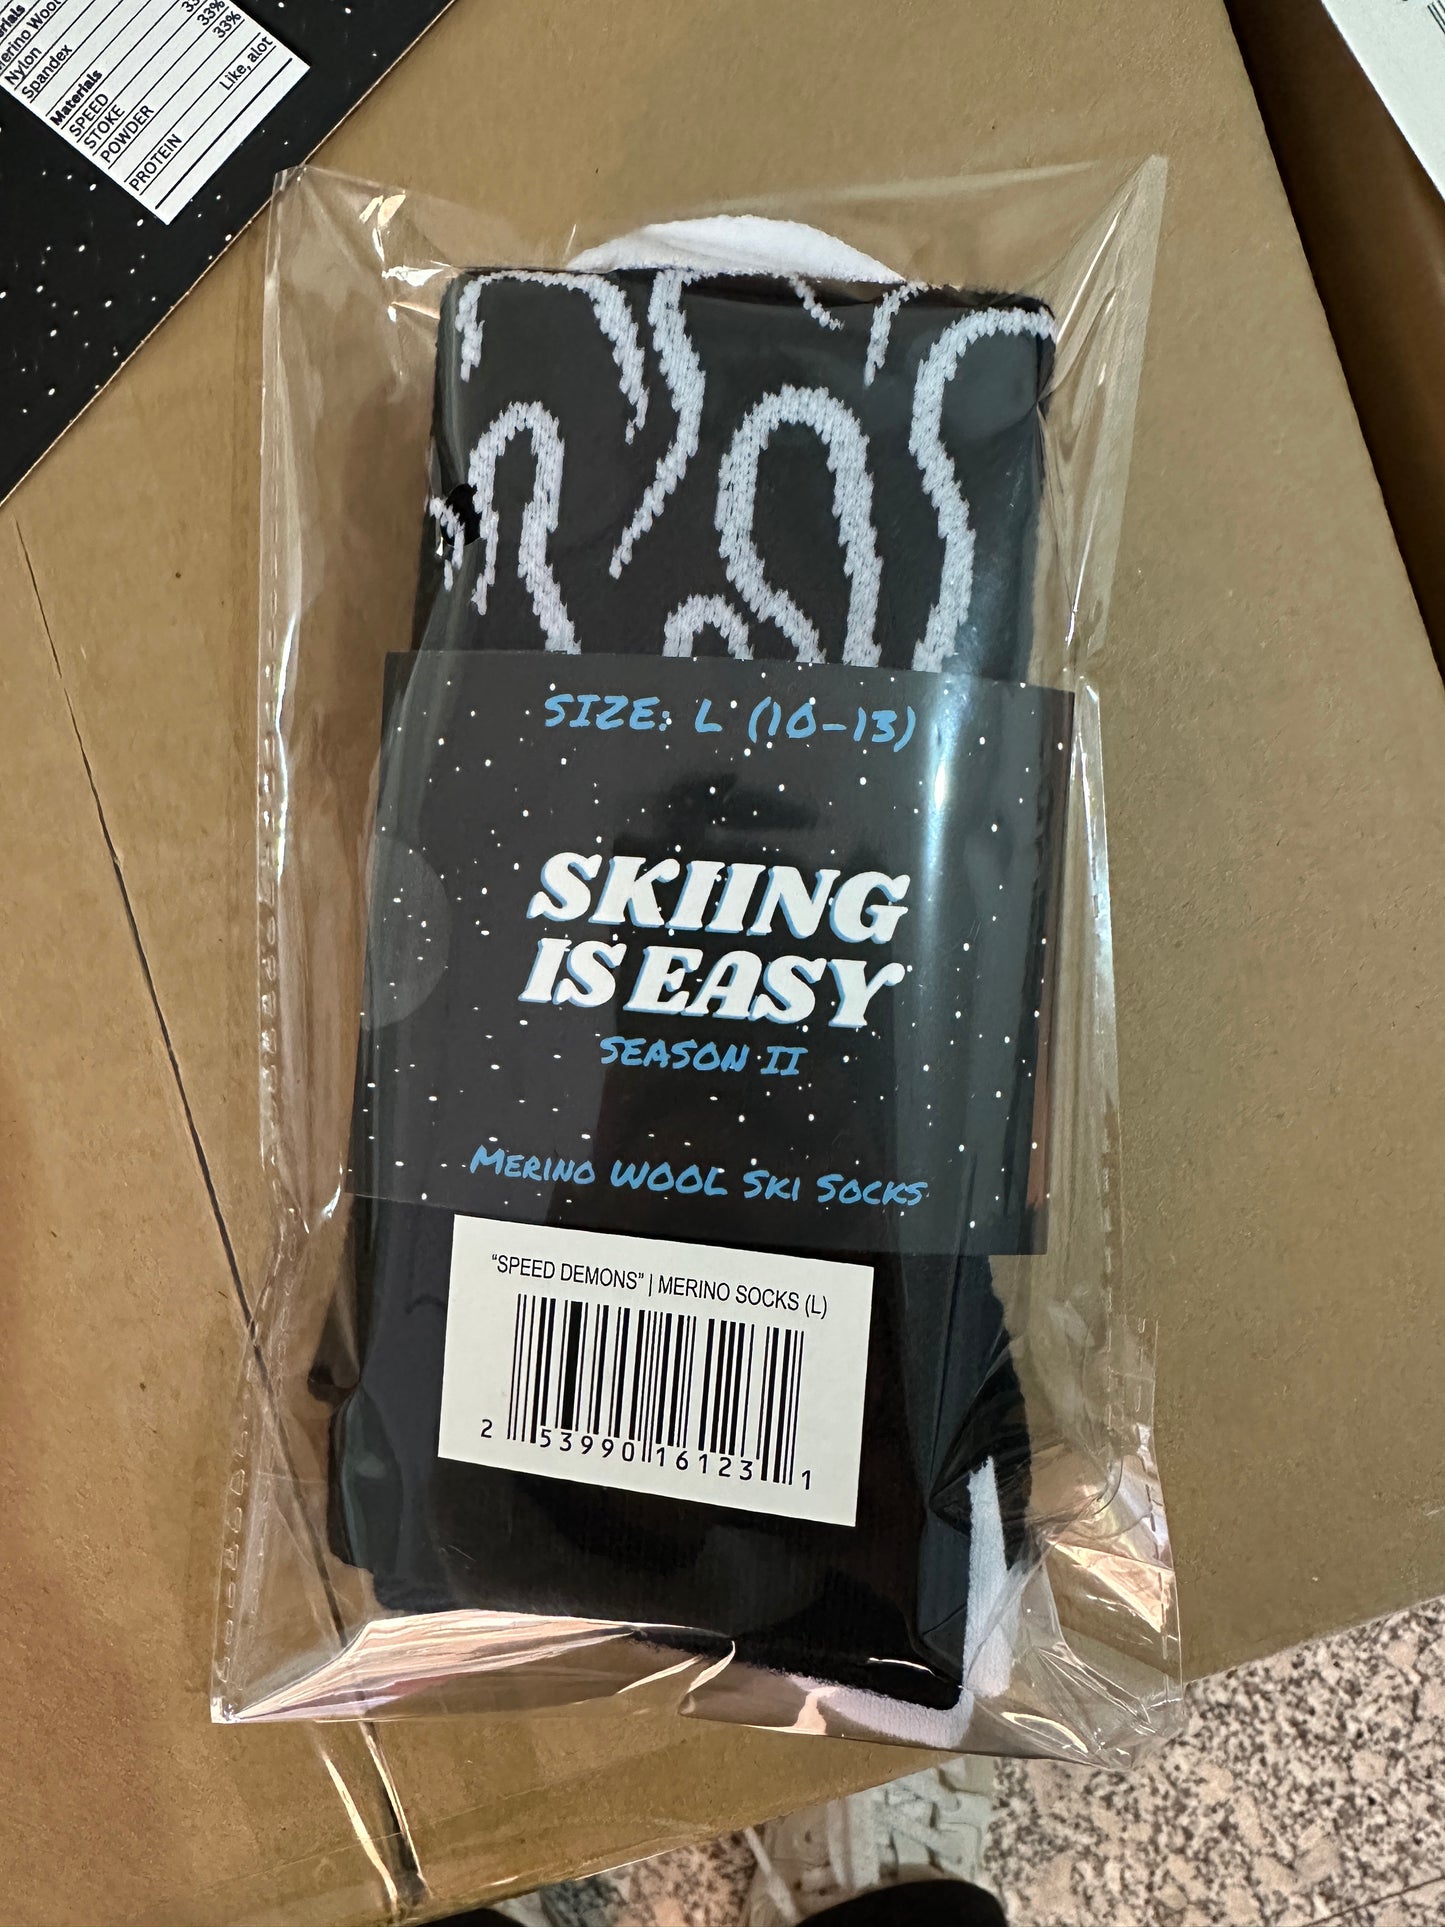 Merino Wool
Nylon
Spandex 33%
Materials
SPEED 33%
STOKE 33%
POWDER
PROTEIN Like, alot
SIZE: L (10-13)
SKIING
IS EASY
SEASON II
MERINO WOOL SKI SOCKS
“SPEED DEMONS” | MERINO SOCKS (L)
2 53990 16123 1